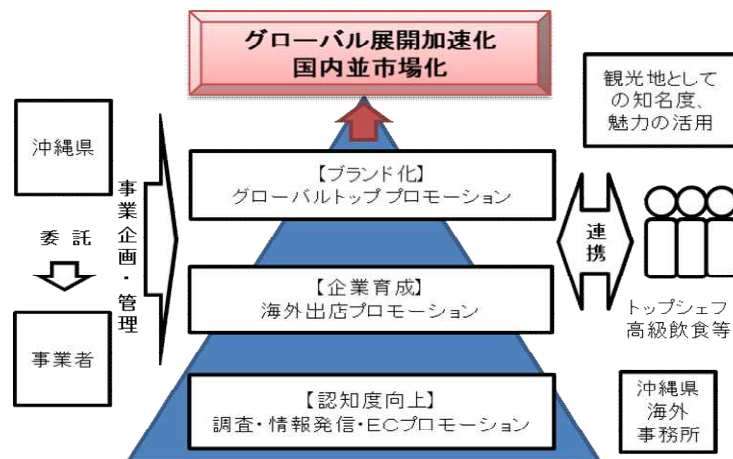 グローバル展開加速化
国内並市場化
観光地として
の知名度、
魅力の活用
沖縄県
委託
事業者
事業企画・管理
【ブランド化】
グローバルトッププロモーション
【企業育成】
海外出店プロモーション
【認知度向上】
調査・情報発信・ECプロモーション
連携
トップシェフ
高級飲食等
沖縄県
海外
事務所